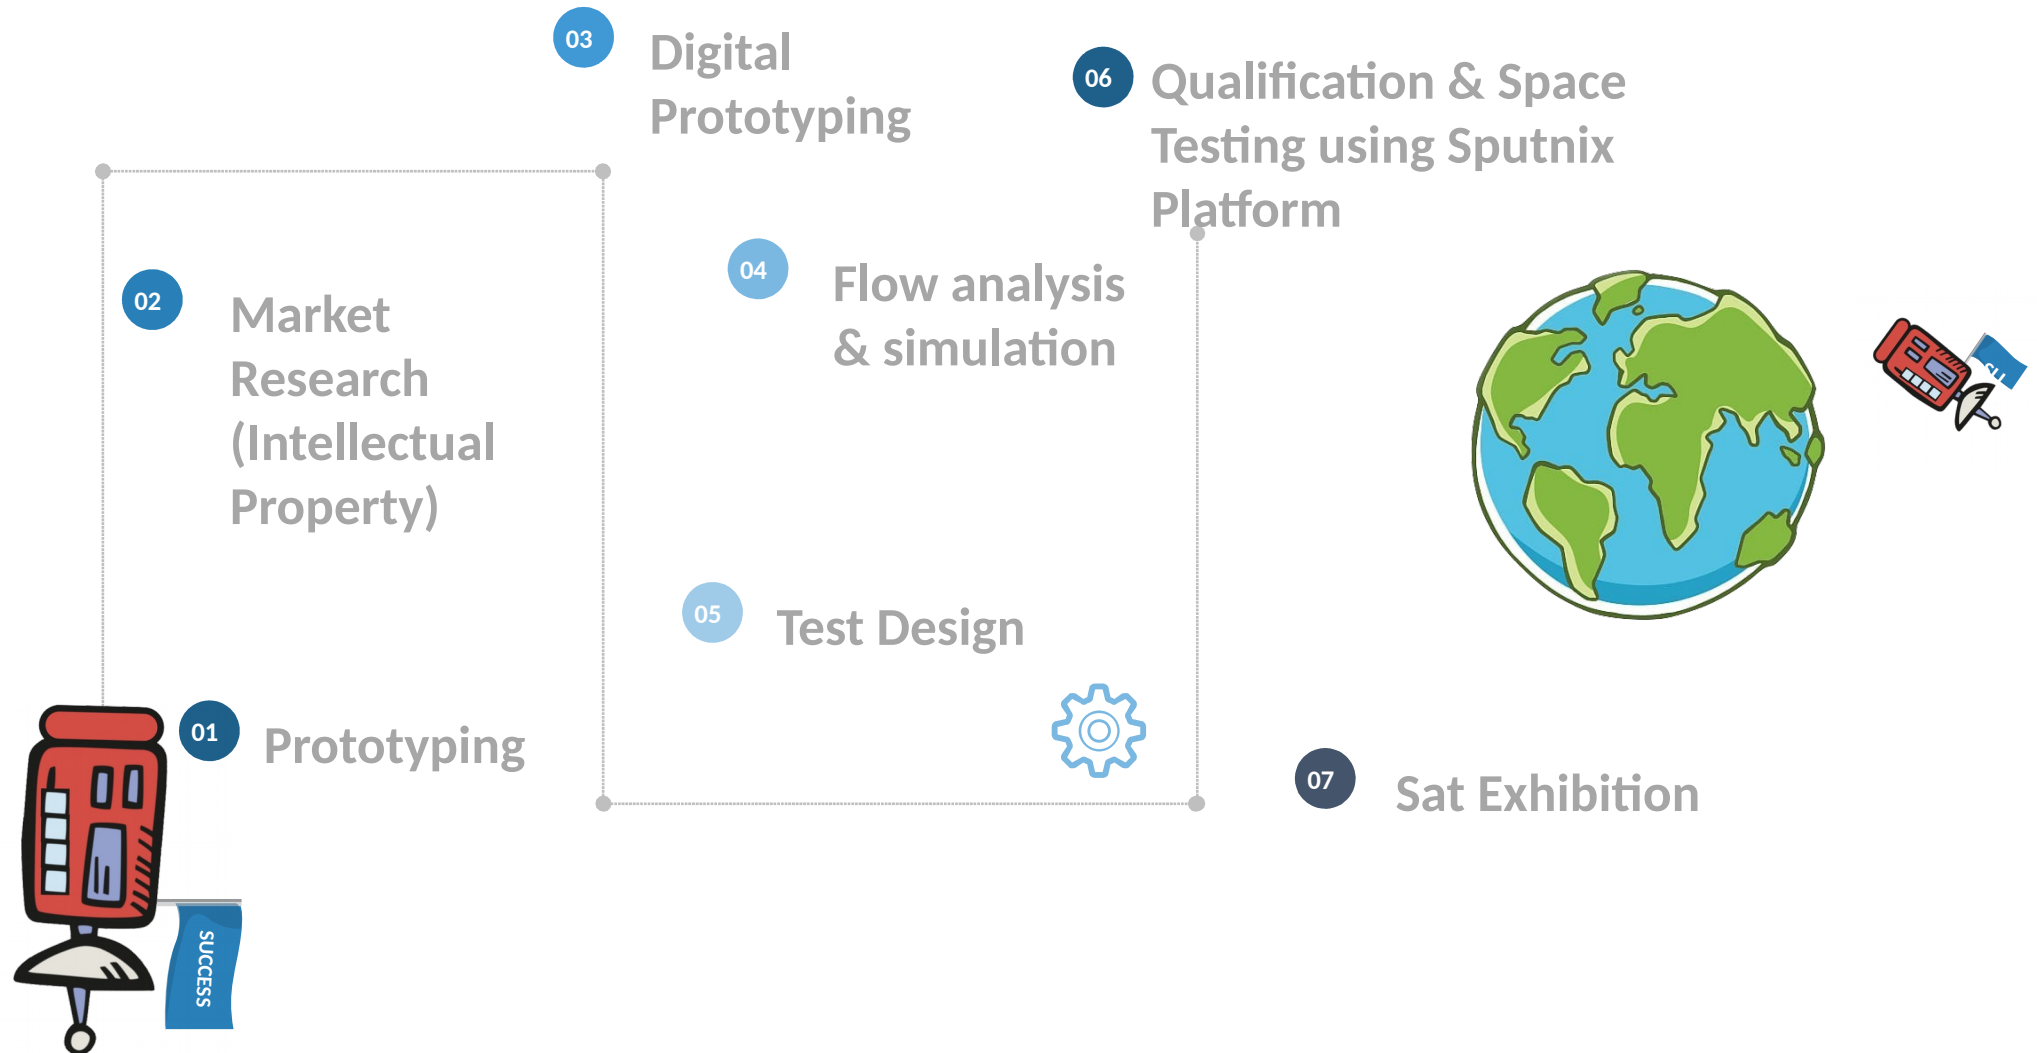 03
Digital
Prototyping
06
Qualification & Space
Testing using Sputnix
Platform
02
Market
Research
(Intellectual
Property)
04
Flow analysis
& simulation
05
Test Design
01
Prototyping
07
Sat Exhibition
SUCCESS
SU